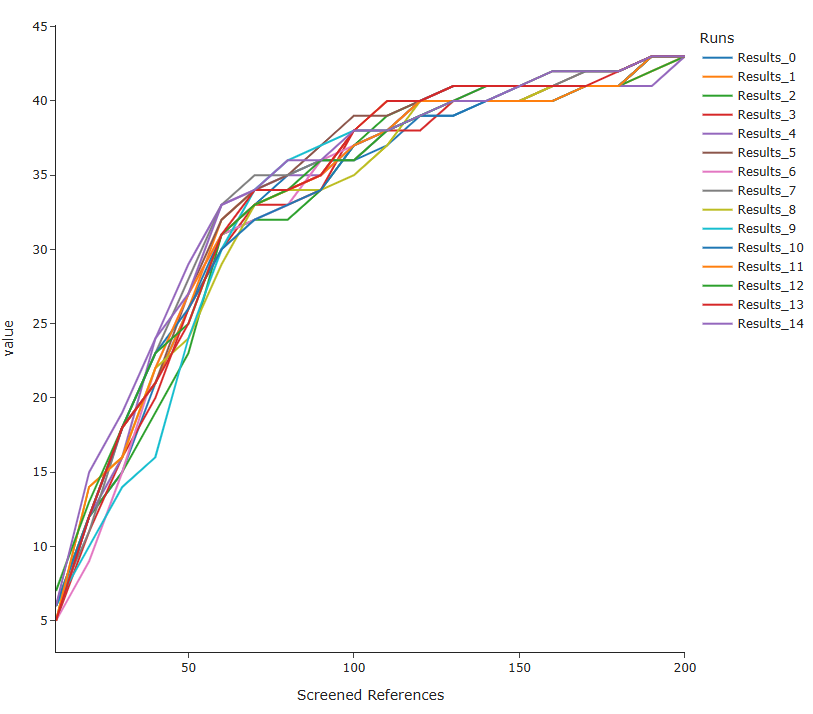 45
40
35
30
25
20
15
10
5
value
50
100
150
200
Screened References
Runs
Results_0
Results_1
Results_2
Results_3
Results_4
Results_5
Results_6
Results_7
Results_8
Results_9
Results_10
Results_11
Results_12
Results_13
Results_14